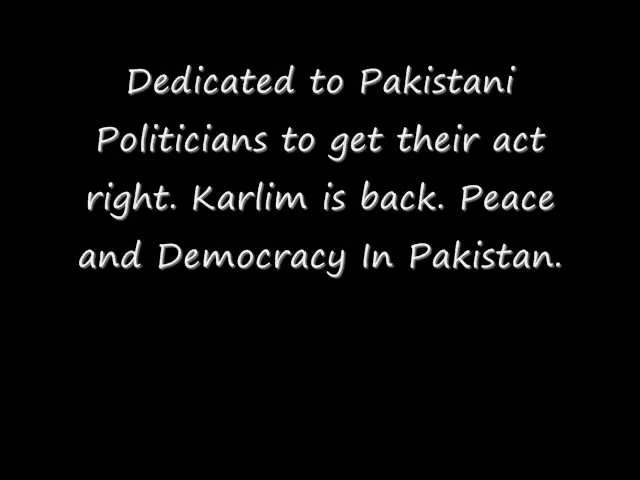 Dedicated to Pakistani
Politicians to get their act
right. Karlim is back. Peace
and Democracy In Pakistan.